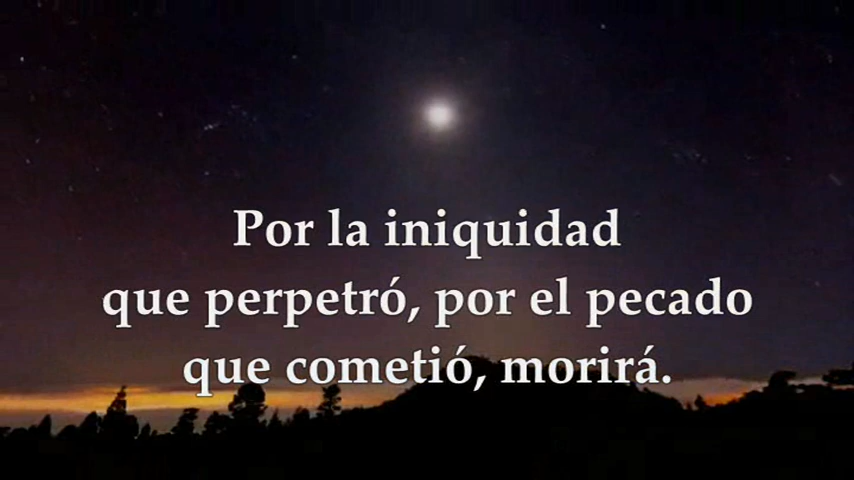 Por la iniquidad
que perpetró, por el pecado
que cometió, morirá.